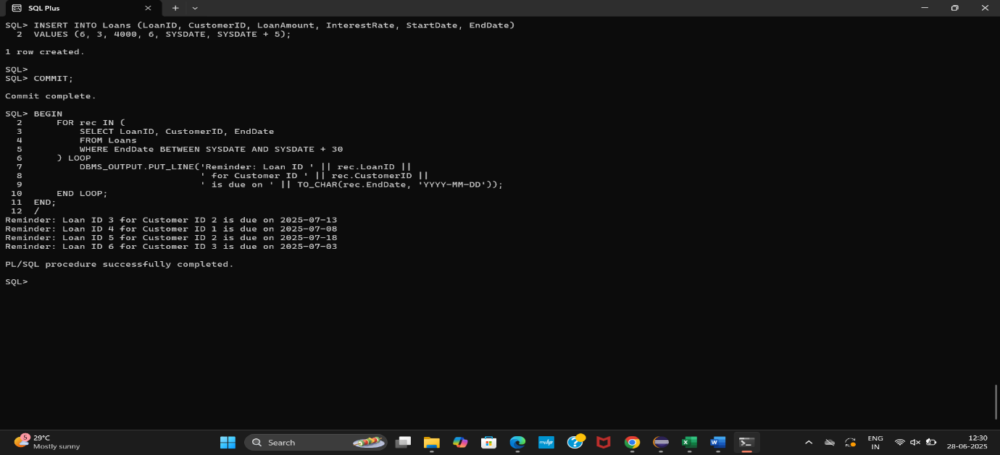 SQL Plus
SQL> INSERT INTO Loans (LoanID, CustomerID, LoanAmount, InterestRate, StartDate, EndDate)
  2  VALUES (6, 3, 4000, 6, SYSDATE, SYSDATE + 5);
1 row created.
SQL>
SQL> COMMIT;
Commit complete.
SQL> BEGIN
  2      FOR rec IN (
  3          SELECT LoanID, CustomerID, EndDate
  4          FROM Loans
  5          WHERE EndDate BETWEEN SYSDATE AND SYSDATE + 30
  6      ) LOOP
  7          DBMS_OUTPUT.PUT_LINE('Reminder: Loan ID ' || rec.LoanID ||
  8                               ' for Customer ID ' || rec.CustomerID ||
  9                               ' is due on ' || TO_CHAR(rec.EndDate, 'YYYY-MM-DD'));
 10      END LOOP;
 11  END;
 12  /
Reminder: Loan ID 3 for Customer ID 2 is due on 2025-07-13
Reminder: Loan ID 4 for Customer ID 1 is due on 2025-07-08
Reminder: Loan ID 5 for Customer ID 2 is due on 2025-07-18
Reminder: Loan ID 6 for Customer ID 3 is due on 2025-07-03
PL/SQL procedure successfully completed.
SQL>
5
29°C
Mostly sunny
Search
ENG
IN
12:30
28-06-2025